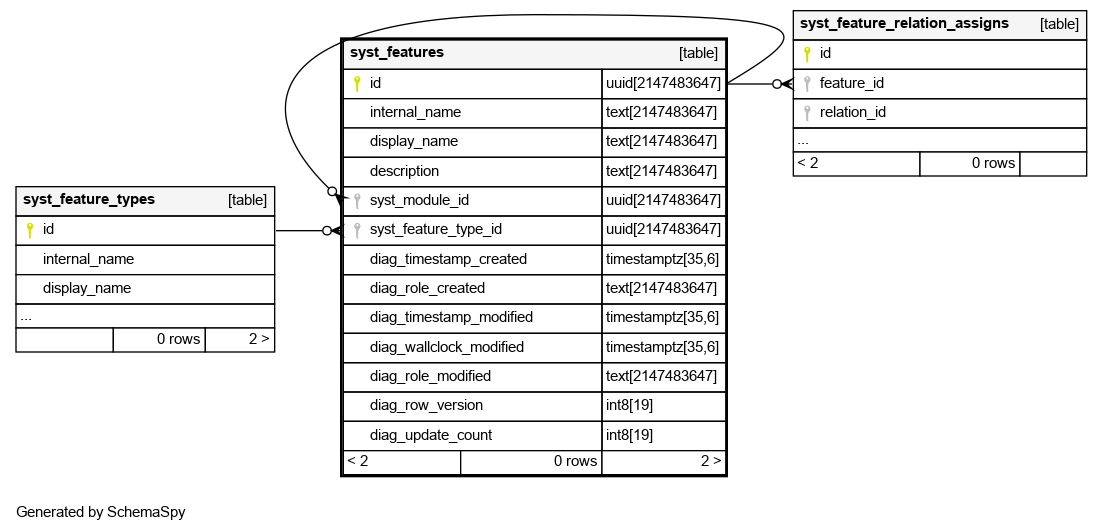 syst_feature_types [table]
id
internal_name
display_name
...
0 rows 2 >
syst_features [table]
id uuid[2147483647]
internal_name text[2147483647]
display_name text[2147483647]
description text[2147483647]
syst_module_id uuid[2147483647]
syst_feature_type_id uuid[2147483647]
diag_timestamp_created timestamptz[35,6]
diag_role_created text[2147483647]
diag_timestamp_modified timestamptz[35,6]
diag_wallclock_modified timestamptz[35,6]
diag_role_modified text[2147483647]
diag_row_version int8[19]
diag_update_count int8[19]
< 2 0 rows 2 >
syst_feature_relation_assigns [table]
id
feature_id
relation_id
...
< 2 0 rows
Generated by SchemaSpy